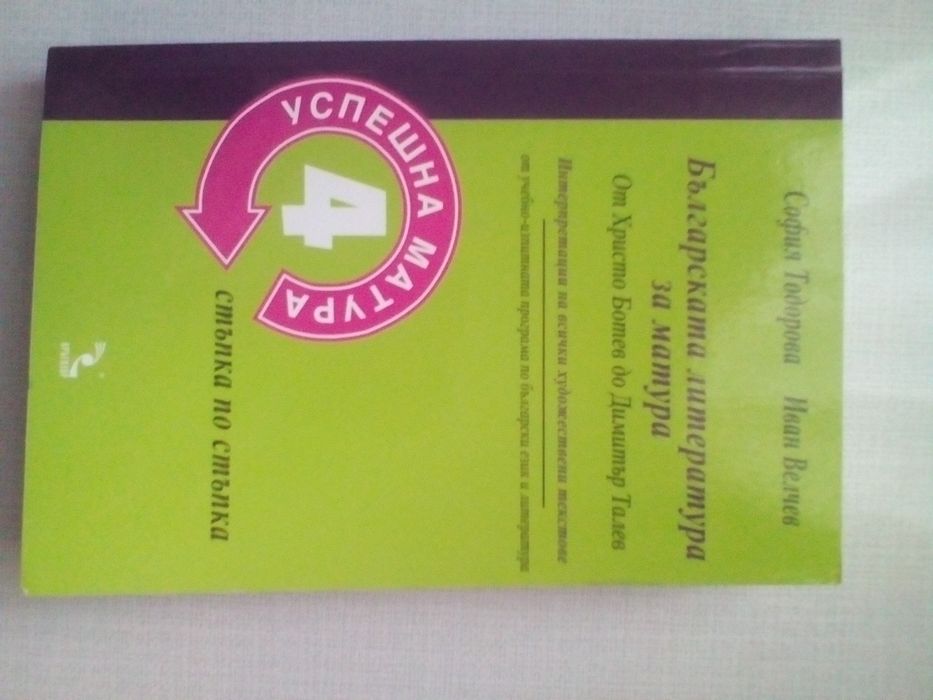 София Тодорова Иван Велчев
Българската литература
за матура
От Христо Ботев до Димитър Талев
Интерпретации на всички художествени текстове
от учебно-изпитната програма по български език и литература
УСПЕШНА МАТУРА
4
стъпка по стъпка